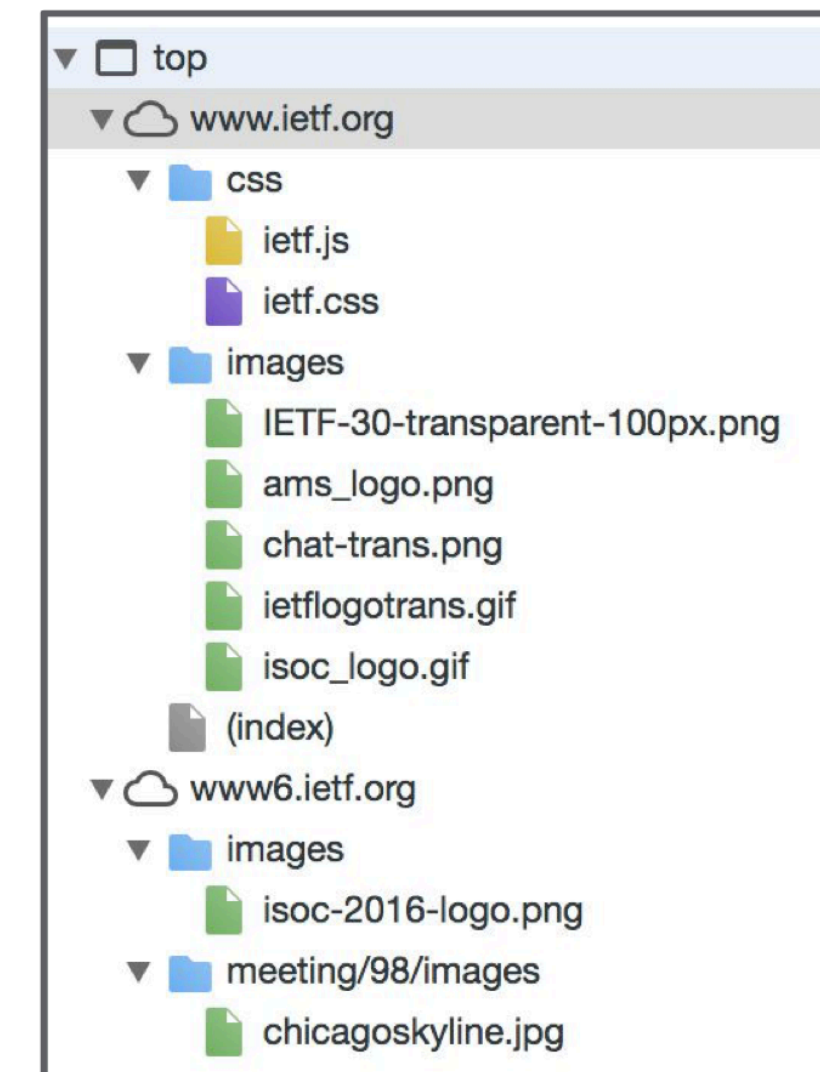 top
www.ietf.org
css
ietf.js
ietf.css
images
IETF-30-transparent-100px.png
ams_logo.png
chat-trans.png
ietflogotrans.gif
isoc_logo.gif
(index)
www6.ietf.org
images
isoc-2016-logo.png
meeting/98/images
chicagoskyline.jpg